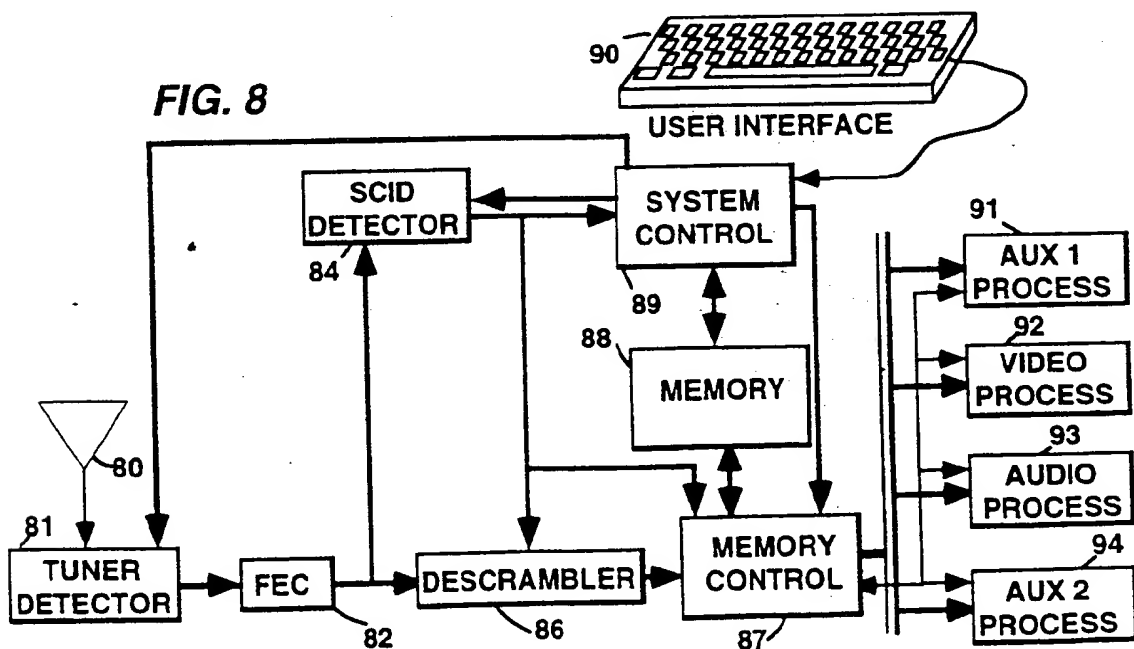 FIG. 8
90
USER INTERFACE
SCID
DETECTOR
84
SYSTEM
CONTROL
89
91
AUX 1
PROCESS
88
MEMORY
92
VIDEO
PROCESS
80
93
AUDIO
PROCESS
81
TUNER
DETECTOR
FEC
82
DESCRAMBLER
86
MEMORY
CONTROL
87
94
AUX 2
PROCESS